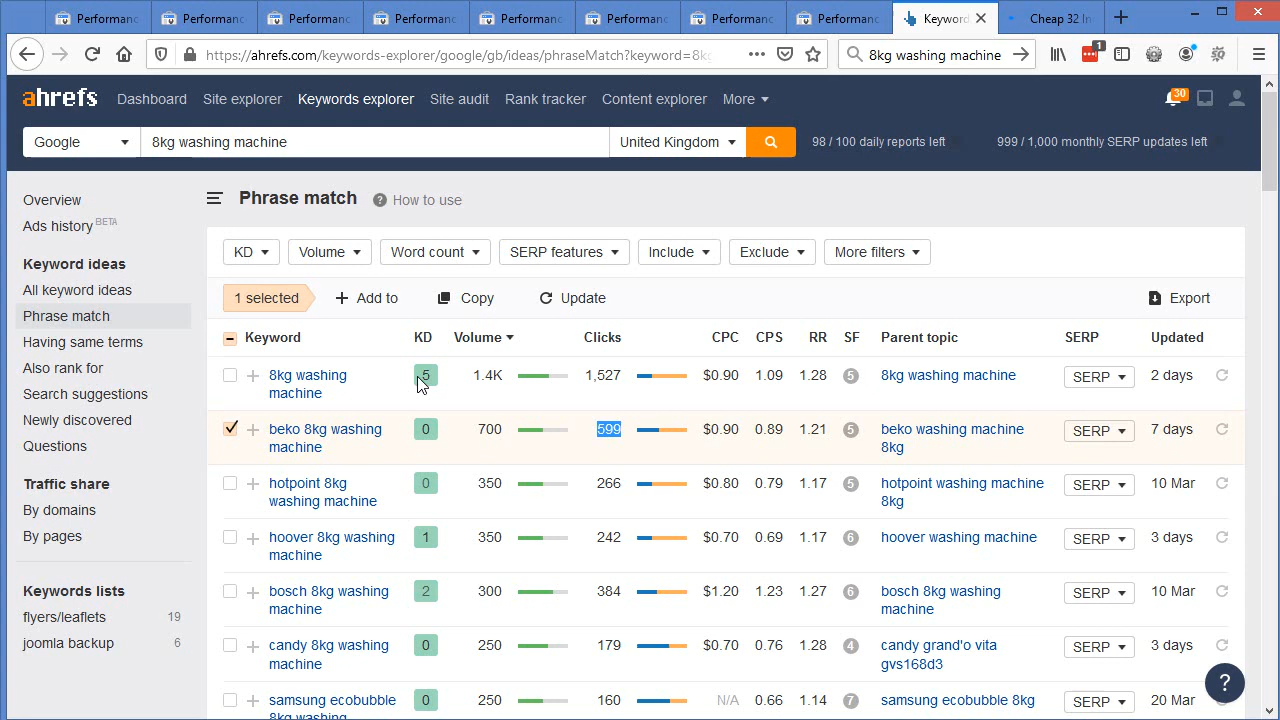 Performanc
Performanc
Performanc
Performanc
Performanc
Performanc
Performanc
Performanc
Keyword
Cheap 32 In
https://ahrefs.com/keywords-explorer/google/gb/ideas/phraseMatch?keyword=8kg
8kg washing machine
1
ahrefs Dashboard Site explorer Keywords explorer Site audit Rank tracker Content explorer More 30
Google 8kg washing machine United Kingdom 98 / 100 daily reports left 999 / 1,000 monthly SERP updates left
Overview
Ads history BETA
Keyword ideas
All keyword ideas
Phrase match
Having same terms
Also rank for
Search suggestions
Newly discovered
Questions
Traffic share
By domains
By pages
Keywords lists
flyers/leaflets 19
joomla backup 6
Phrase match ? How to use
KD Volume Word count SERP features Include Exclude More filters
1 selected + Add to Copy Update Export
Keyword KD Volume Clicks CPC CPS RR SF Parent topic SERP Updated
8kg washing machine 5 1.4K 1,527 $0.90 1.09 1.28 5 8kg washing machine SERP 2 days
beko 8kg washing machine 0 700 599 $0.90 0.89 1.21 5 beko washing machine 8kg SERP 7 days
hotpoint 8kg washing machine 0 350 266 $0.80 0.79 1.17 5 hotpoint washing machine 8kg SERP 10 Mar
hoover 8kg washing machine 1 350 242 $0.70 0.69 1.17 6 hoover washing machine SERP 3 days
bosch 8kg washing machine 2 300 384 $1.20 1.23 1.27 6 bosch 8kg washing machine SERP 10 Mar
candy 8kg washing machine 0 250 179 $0.70 0.76 1.28 4 candy grand'o vita gvs168d3 SERP 3 days
samsung ecobubble 8kg washing 0 250 160 N/A 0.66 1.14 7 samsung ecobubble 8kg SERP 20 Mar
?